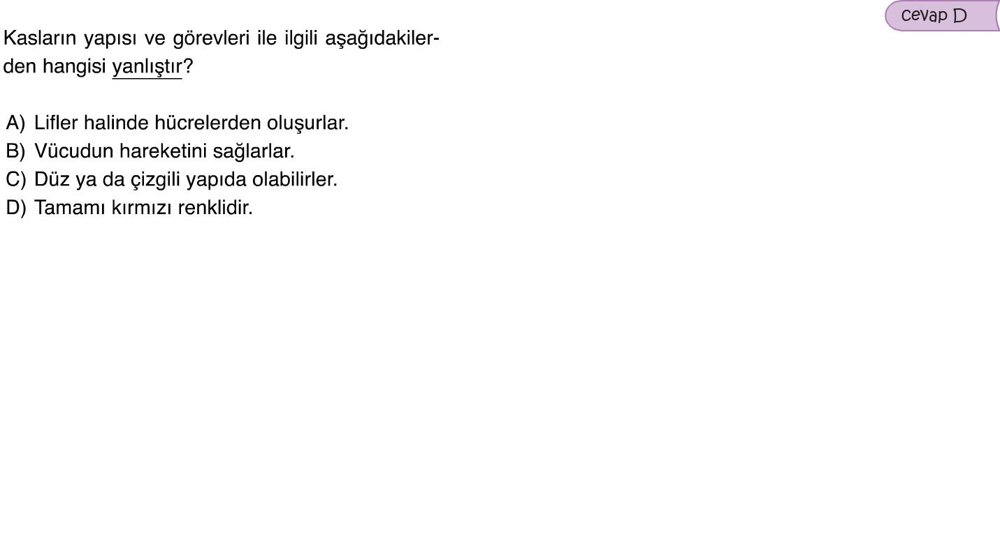 cevap D
Kasların yapısı ve görevleri ile ilgili aşağıdakiler-
den hangisi yanlıştır?
A) Lifler halinde hücrelerden oluşurlar.
B) Vücudun hareketini sağlarlar.
C) Düz ya da çizgili yapıda olabilirler.
D) Tamamı kırmızı renklidir.